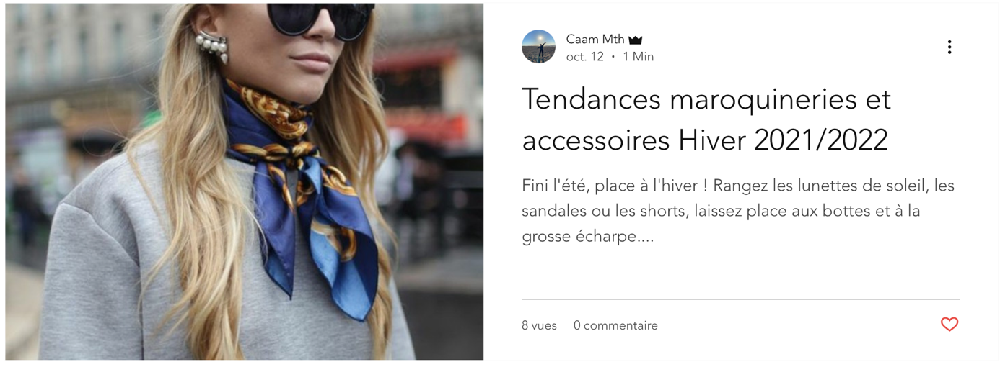 Caam Mth
oct. 12 · 1 Min
Tendances maroquineries et
accessoires Hiver 2021/2022
Fini l'été, place à l'hiver ! Rangez les lunettes de soleil, les
sandales ou les shorts, laissez place aux bottes et à la
grosse écharpe....
8 vues 0 commentaire